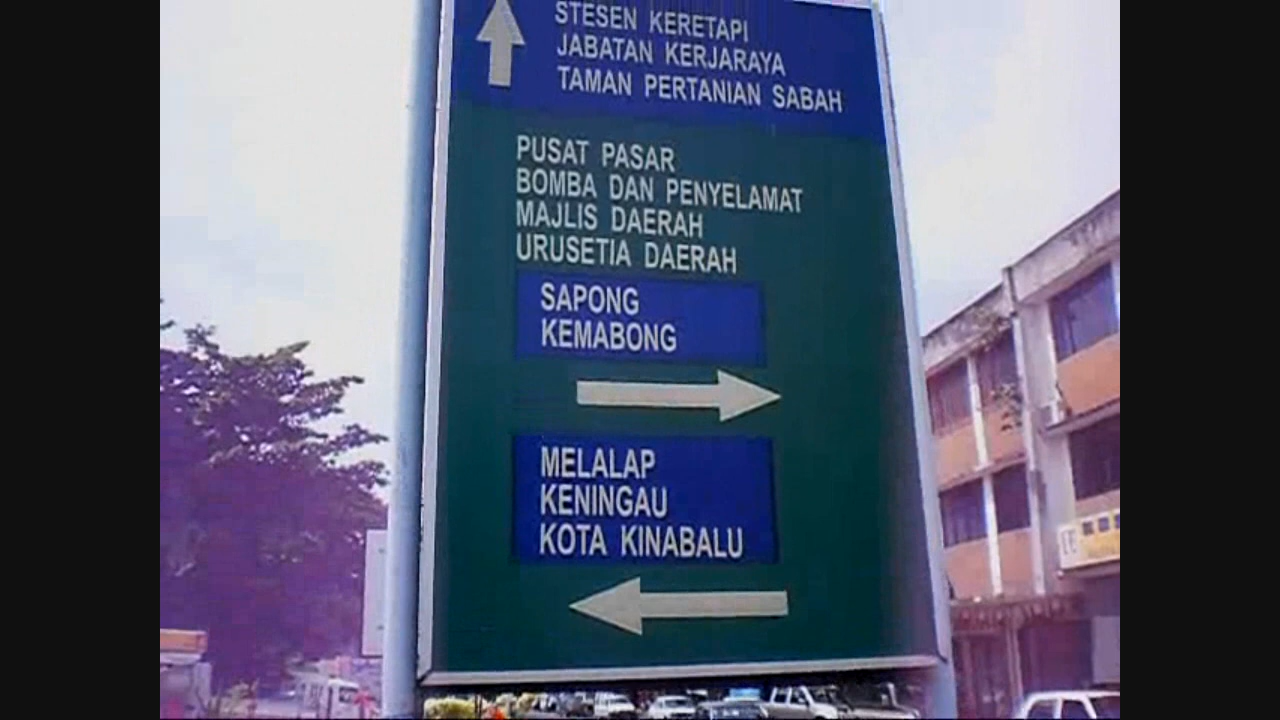 STESEN KERETAPI
JABATAN KERJARAYA
TAMAN PERTANIAN SABAH
PUSAT PASAR
BOMBA DAN PENYELAMAT
MAJLIS DAERAH
URUSETIA DAERAH
SAPONG
KEMABONG
MELALAP
KENINGAU
KOTA KINABALU